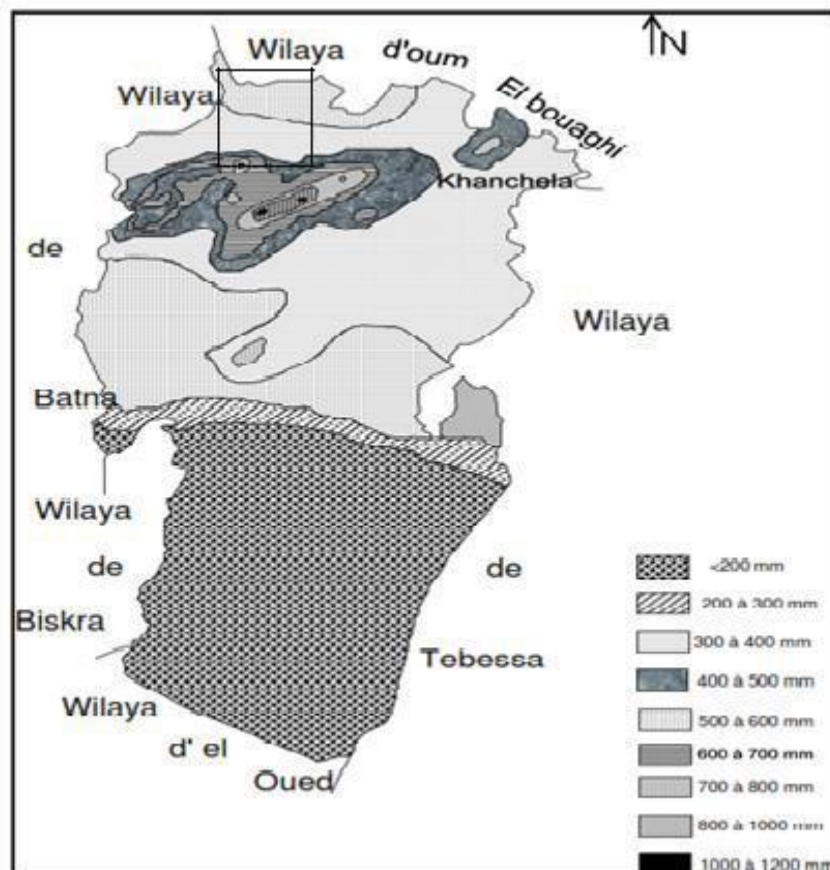 N
Wilaya d'oum El bouaghi
Wilaya
Khanchela
de
Wilaya
Batna
Wilaya
de
de
Biskra
Tebessa
Wilaya
d' el
Oued
<200 mm
200 à 300 mm
300 à 400 mm
400 à 500 mm
500 à 600 mm
600 à 700 mm
700 à 800 mm
800 à 1000 mm
1000 à 1200 mm